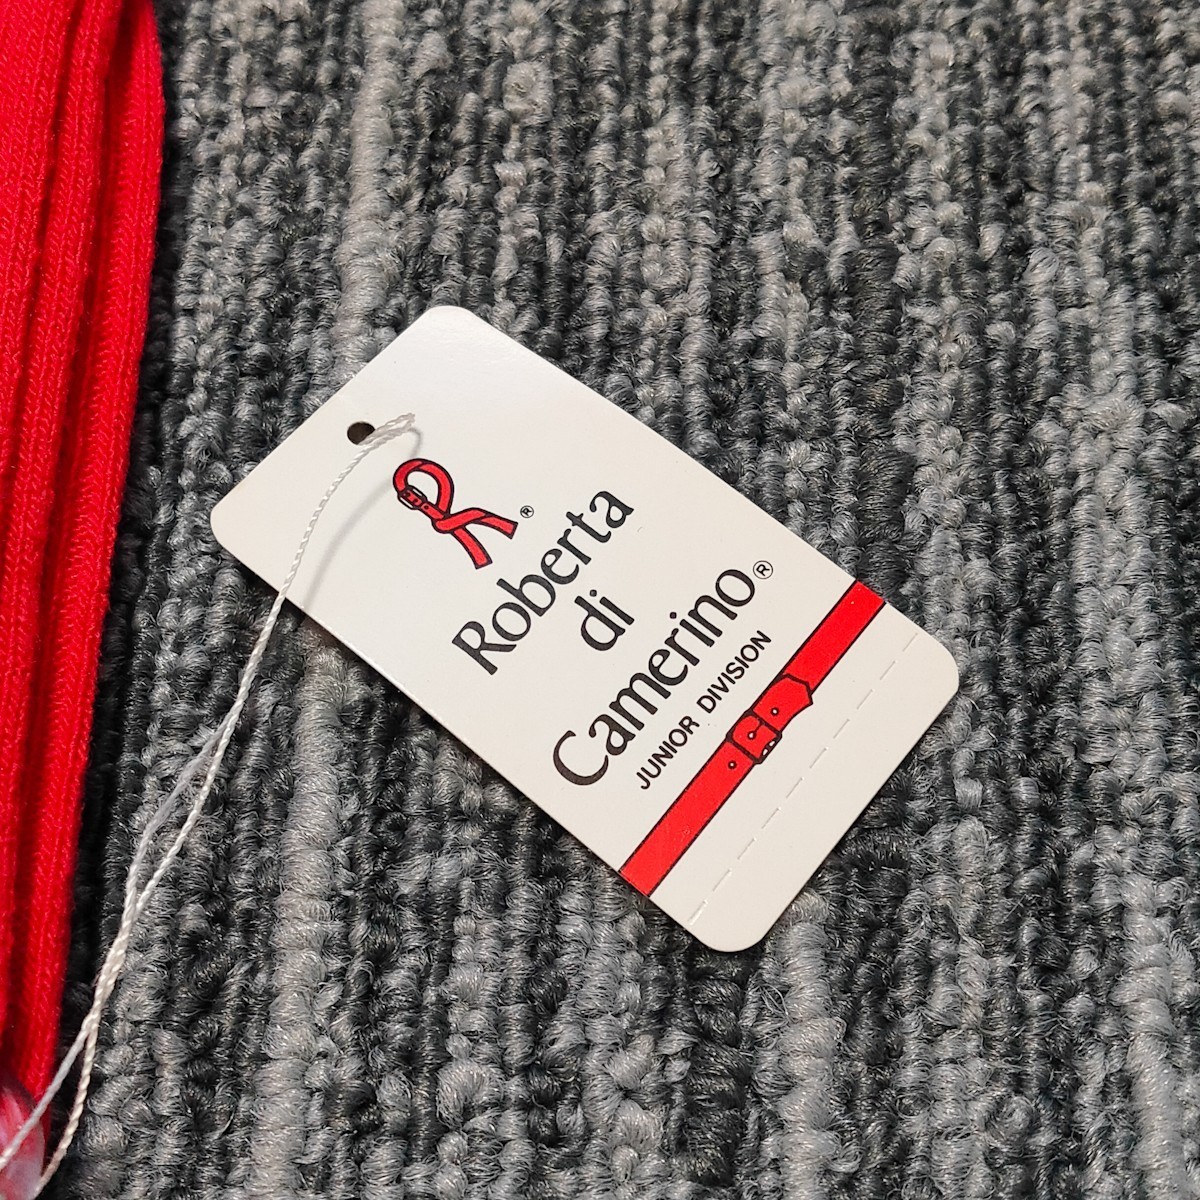 ®
Roberta
di
Camerino®
JUNIOR DIVISION